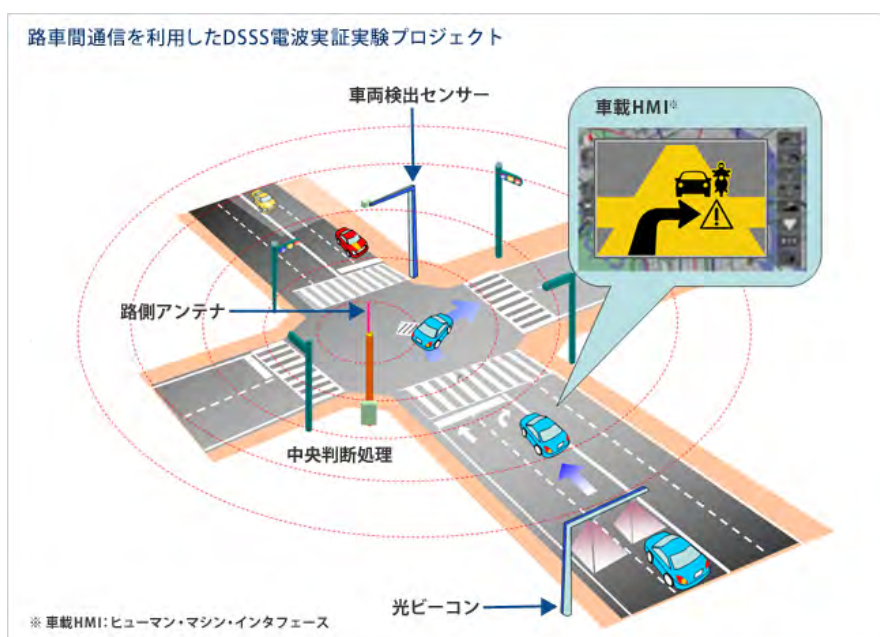 路車間通信を利用したDSSS電波実証実験プロジェクト
車両検出センサー
車載HMI※
路側アンテナ
中央判断処理
光ビーコン
※ 車載HMI：ヒューマン・マシン・インタフェース